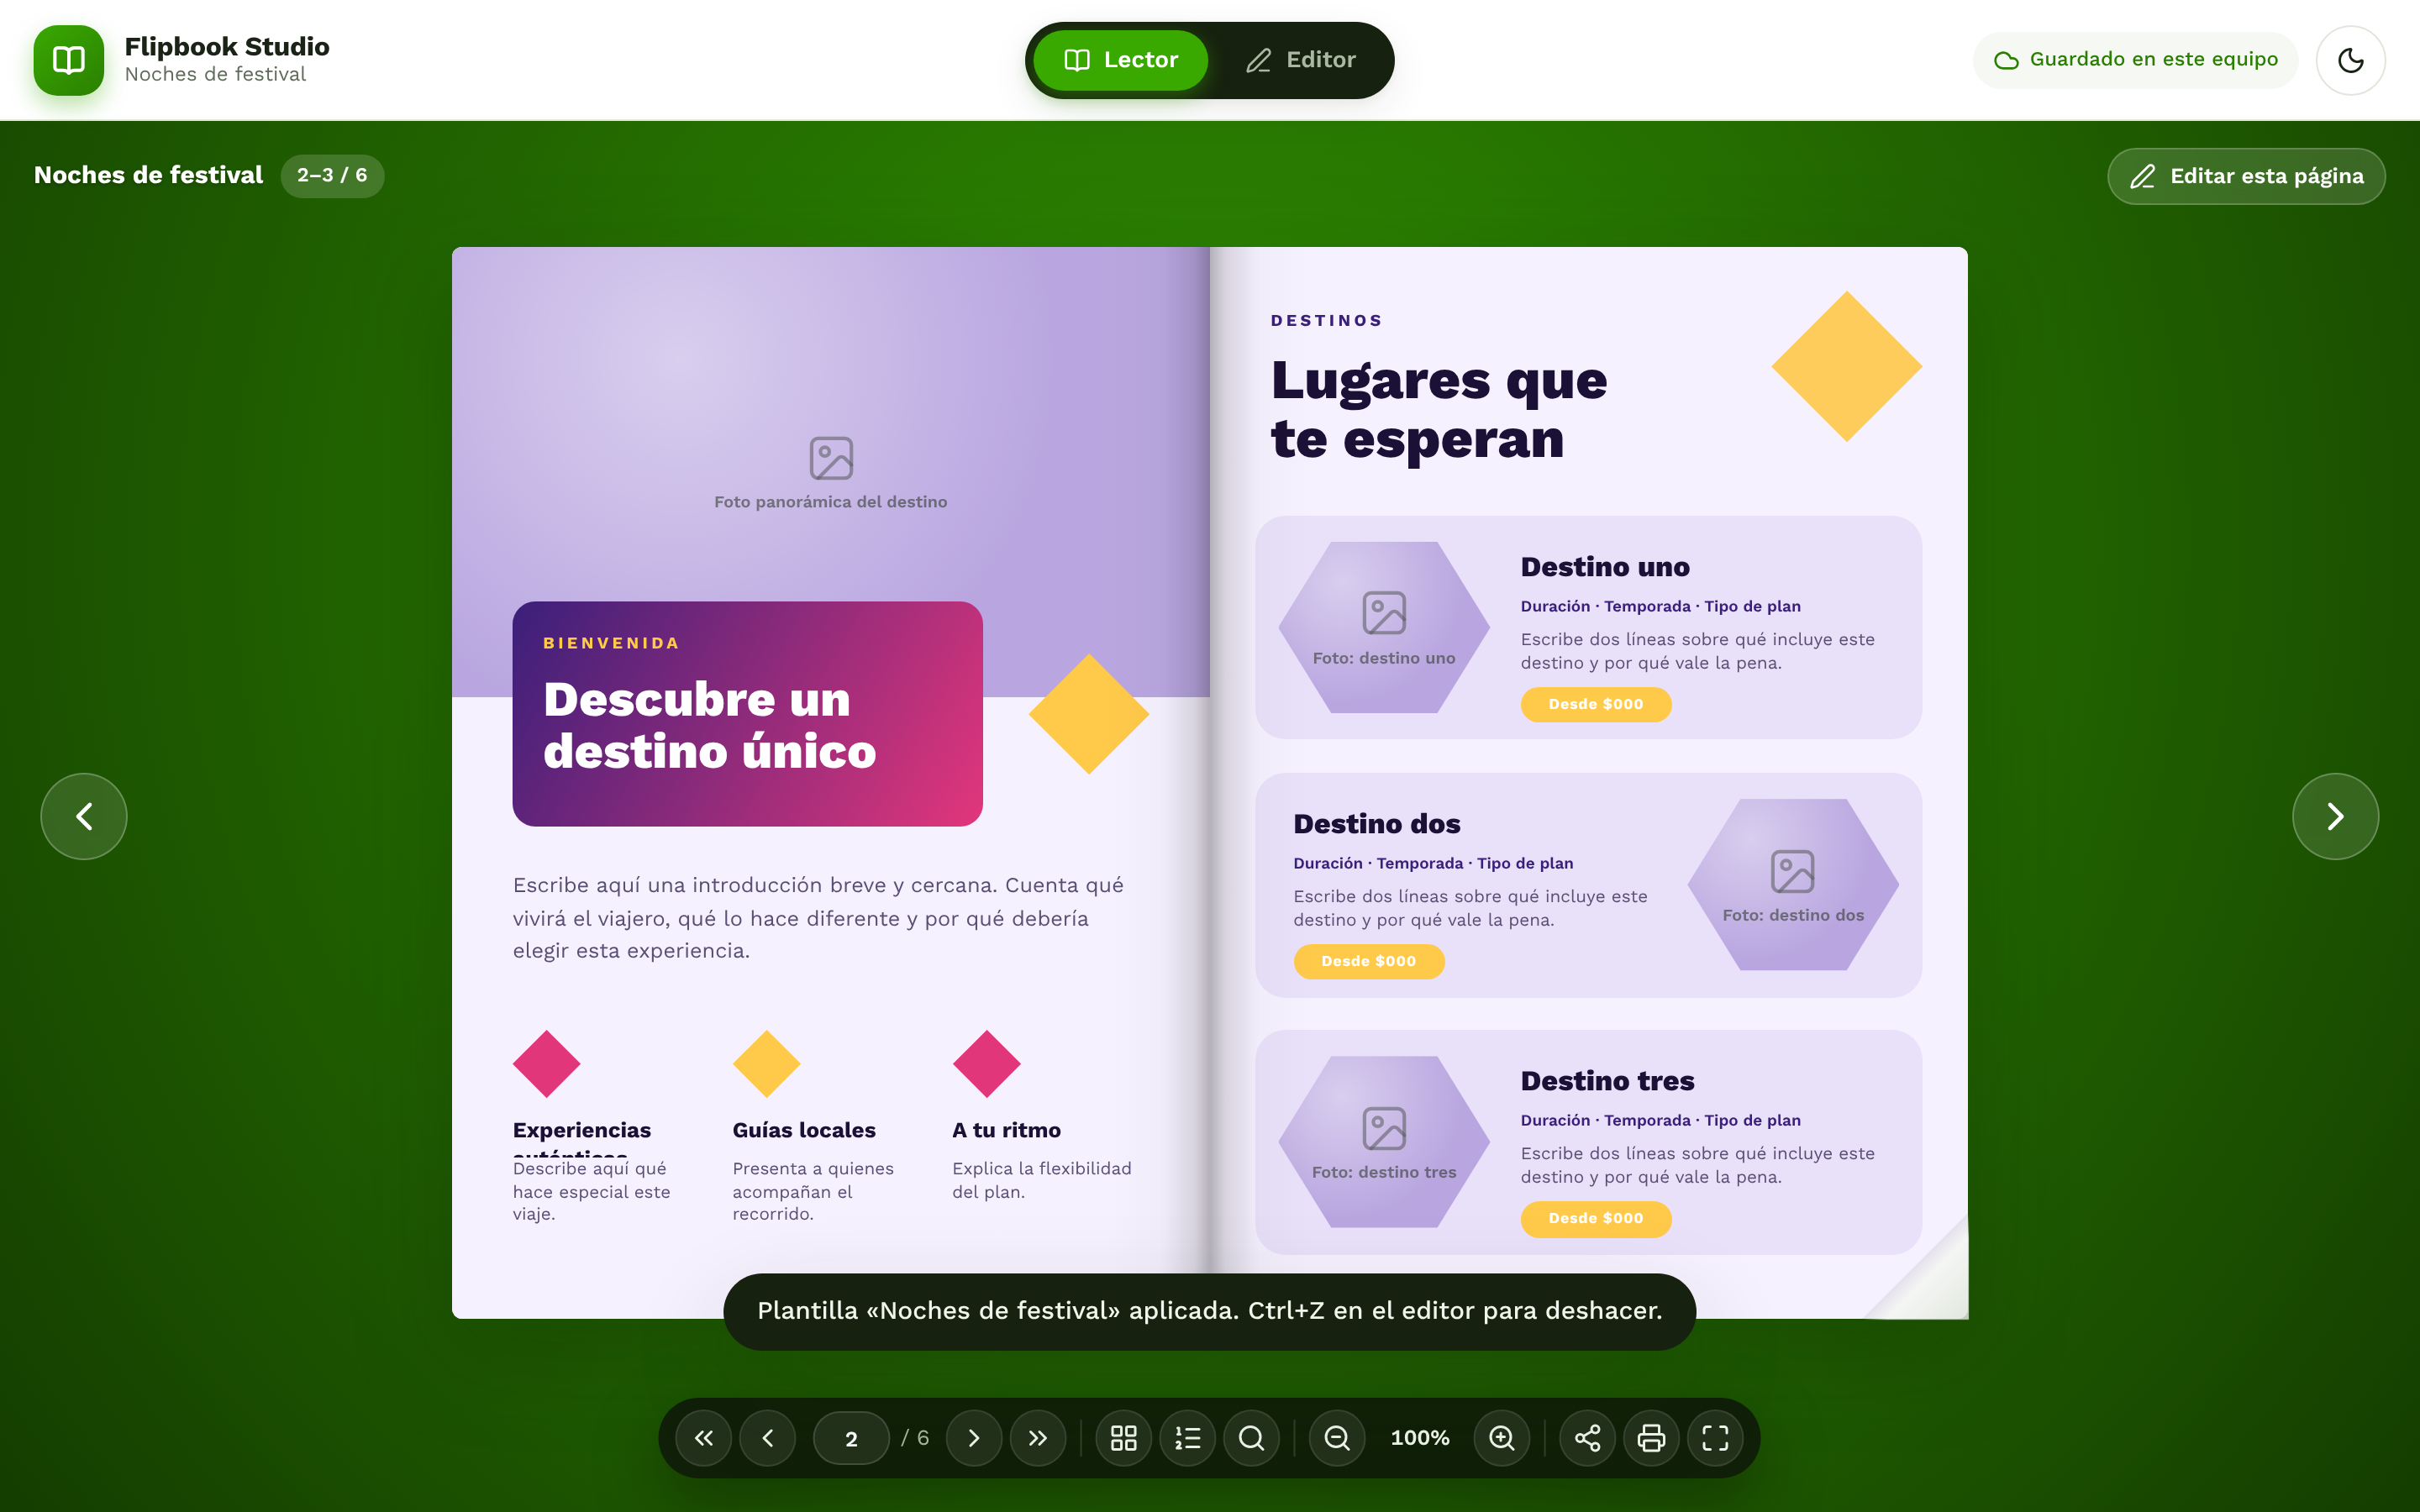 Flipbook Studio
Noches de festival
Lector
Editor
Guardado en este equipo
Noches de festival
2–3 / 6
Editar esta página
Foto panorámica del destino
BIENVENIDA
Descubre un
destino único
Escribe aquí una introducción breve y cercana. Cuenta qué
vivirá el viajero, qué lo hace diferente y por qué debería
elegir esta experiencia.
Experiencias
Describe aquí qué
hace especial este
viaje.
Guías locales
Presenta a quienes
acompañan el
recorrido.
A tu ritmo
Explica la flexibilidad
del plan.
DESTINOS
Lugares que
te esperan
Foto: destino uno
Destino uno
Duración · Temporada · Tipo de plan
Escribe dos líneas sobre qué incluye este
destino y por qué vale la pena.
Desde $000
Destino dos
Duración · Temporada · Tipo de plan
Escribe dos líneas sobre qué incluye este
destino y por qué vale la pena.
Desde $000
Foto: destino dos
Foto: destino tres
Destino tres
Duración · Temporada · Tipo de plan
Escribe dos líneas sobre qué incluye este
destino y por qué vale la pena.
Desde $000
Plantilla «Noches de festival» aplicada. Ctrl+Z en el editor para deshacer.
2 / 6
100%